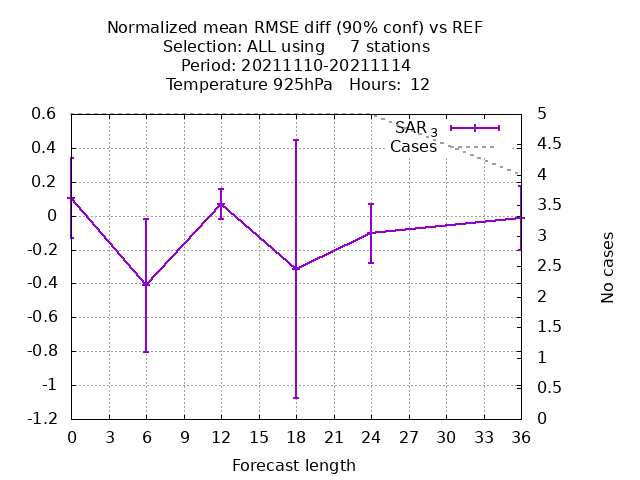 Normalized mean RMSE diff (90% conf) vs REF
Selection: ALL using     7 stations
Period: 20211110-20211114
Temperature 925hPa   Hours:  12
0.6
0.4
0.2
0
-0.2
-0.4
-0.6
-0.8
-1
-1.2
SAR 3
Cases
5
4.5
4
3.5
3
2.5
2
1.5
1
0.5
0
No cases
0 3 6 9 12 15 18 21 24 27 30 33 36
Forecast length